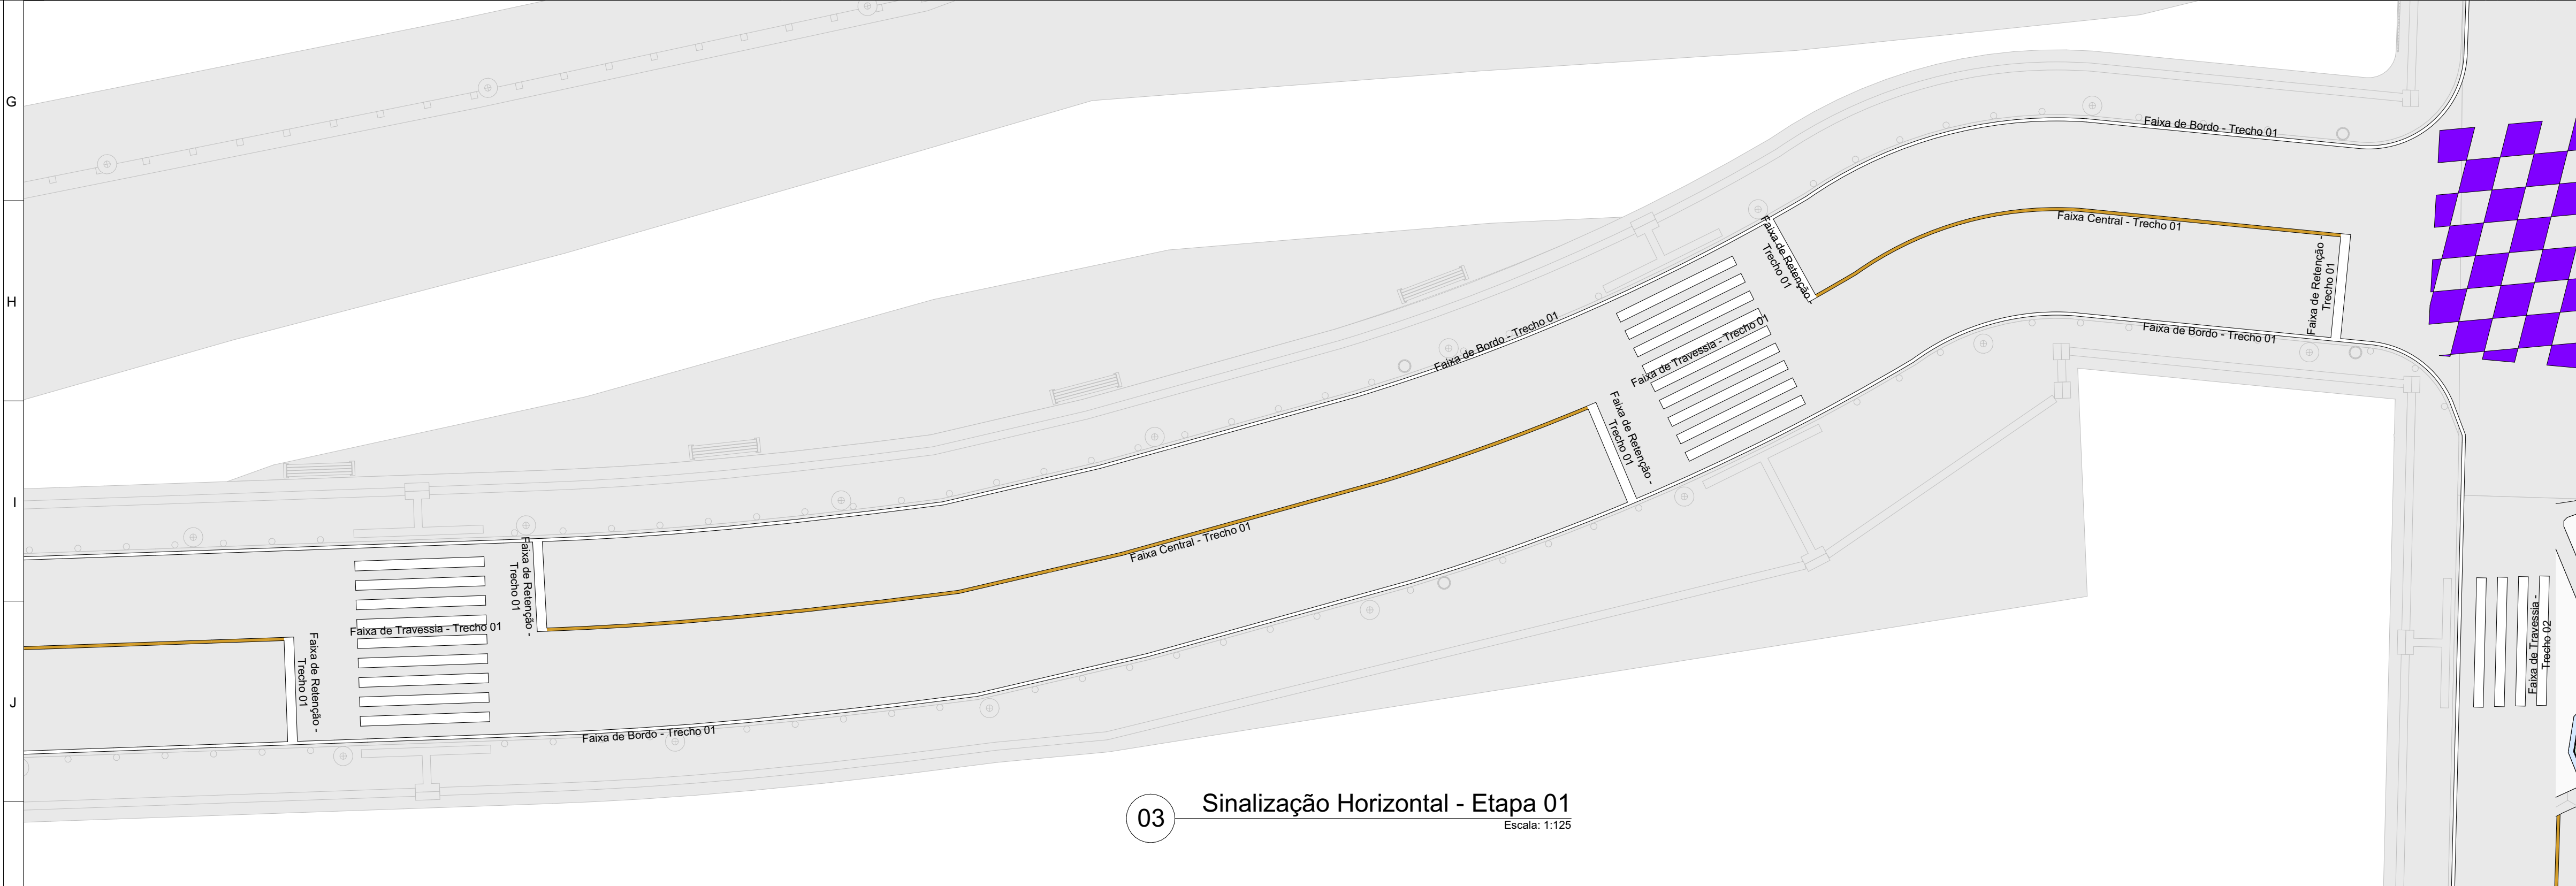 G
Faixa de Bordo - Trecho 01
H
Faixa Central - Trecho 01
Faixa de Retenção -
Trecho 01
Faixa de Retenção -
Trecho 01
Faixa de Bordo - Trecho 01
Faixa de Travessia - Trecho 01
Faixa de Bordo - Trecho 01
I
Faixa de Retenção -
Trecho 01
Faixa Central - Trecho 01
Faixa de Retenção -
Trecho 01
Faixa de Travessia - Trecho 01
Faixa de Retenção -
Trecho 01
Faixa de Travessia -
Trecho 02
J
Faixa de Bordo - Trecho 01
03
Sinalização Horizontal - Etapa 01
Escala: 1:125